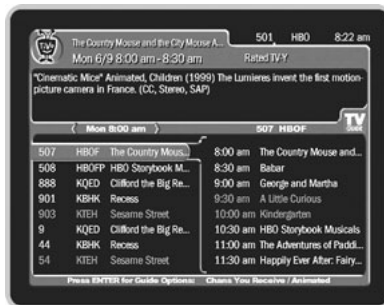 TiVo
The Country Mouse and the City Mouse A...
501 HBO 8:22 am
Mon 6/9 8:00 am - 8:30 am Rated TV-Y
"Cinematic Mice" Animated, Children (1999) The Lumieres invent the first motion-
picture camera in France. (CC, Stereo, SAP)
TV
GUIDE
Mon 8:00 am
507 HBOF
507 HBOF The Country Mous...
508 HBOFP HBO Storybook M...
888 KQED Clifford the Big Re...
901 KBHK Recess
903 KTEH Sesame Street
9 KQED Clifford the Big Re...
44 KBHK Recess
54 KTEH Sesame Street
8:00 am The Country Mouse and...
8:30 am Babar
9:00 am George and Martha
9:30 am A Little Curious
10:00 am Kindergarten
10:30 am HBO Storybook Musicals
11:00 am The Adventures of Paddi...
11:30 am Happily Ever After: Fairy...
Press ENTER for Guide Options: Chans You Receive / Animated